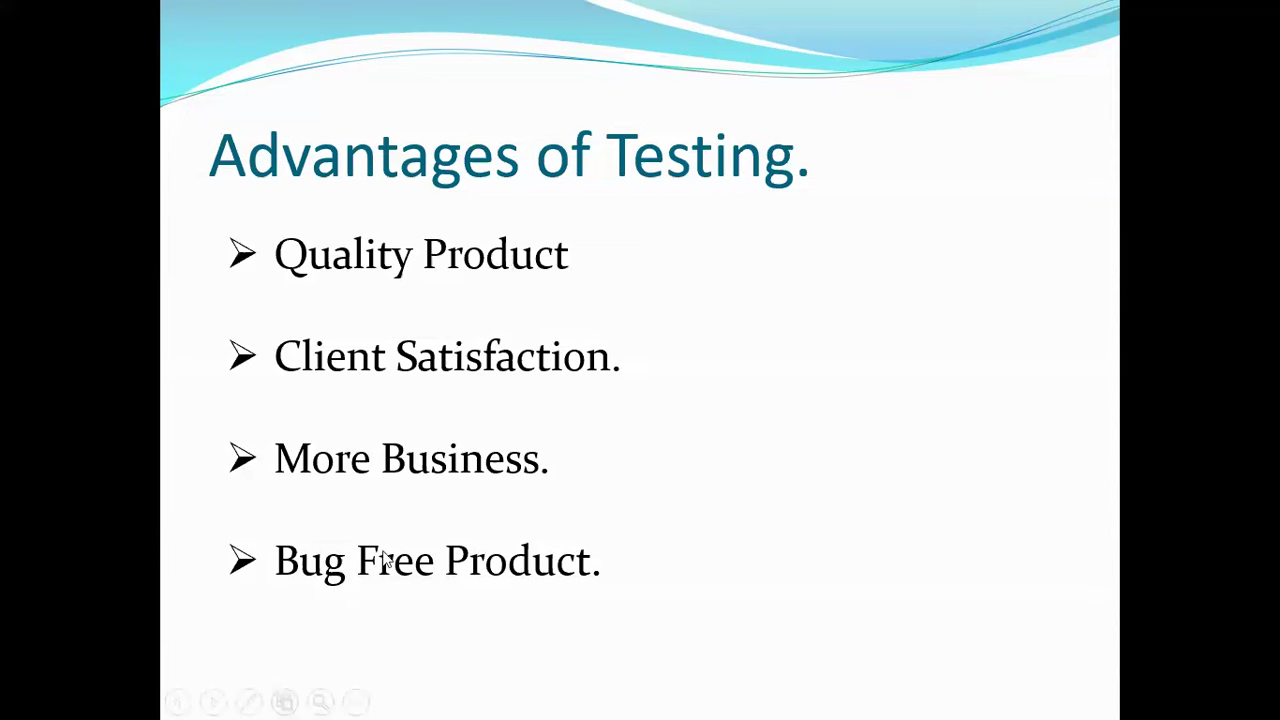 Advantages of Testing.
Quality Product
Client Satisfaction.
More Business.
Bug Free Product.